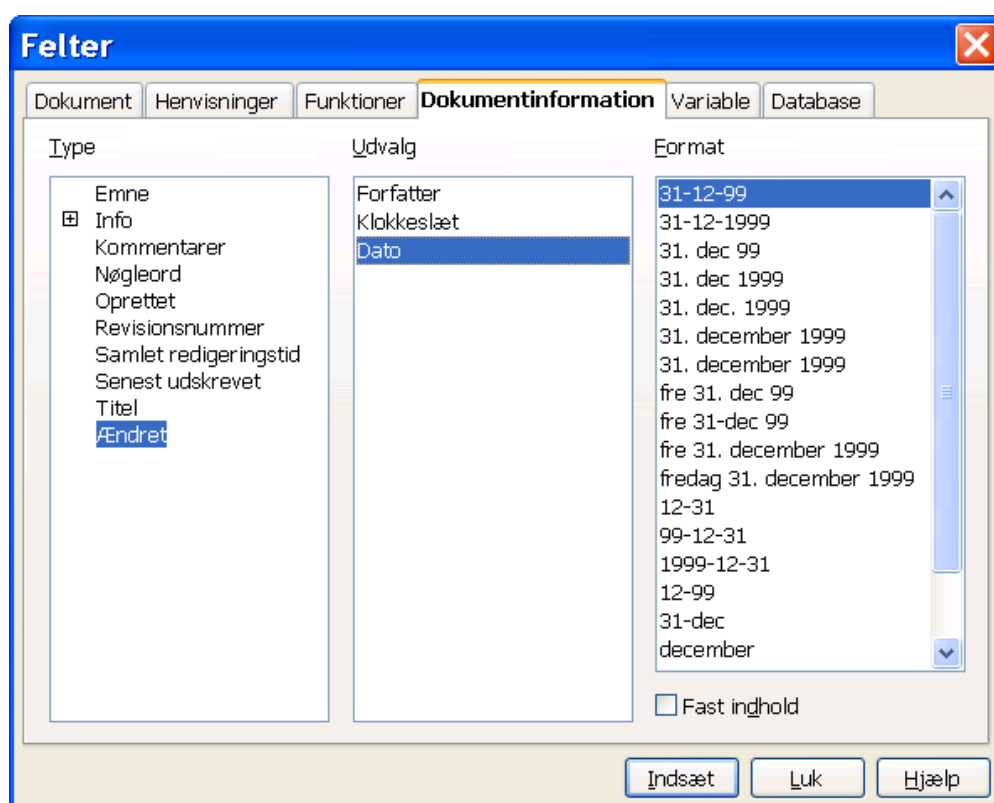 Felter
Dokument Henvisninger Funktioner Dokumentinformation Variable Database
Type
Emne
Info
Kommentarer
Nøgleord
Oprettet
Revisionsnummer
Samlet redigeringstid
Senest udskrevet
Titel
Ændret
Udvalg
Forfatter
Klokkeslæt
Dato
Format
31-12-99
31-12-1999
31. dec 99
31. dec 1999
31. dec. 1999
31. december 1999
31. december 1999
fre 31. dec 99
fre 31-dec 99
fre 31. december 1999
fredag 31. december 1999
12-31
99-12-31
1999-12-31
12-99
31-dec
december
Fast indhold
Indsæt Luk Hjælp